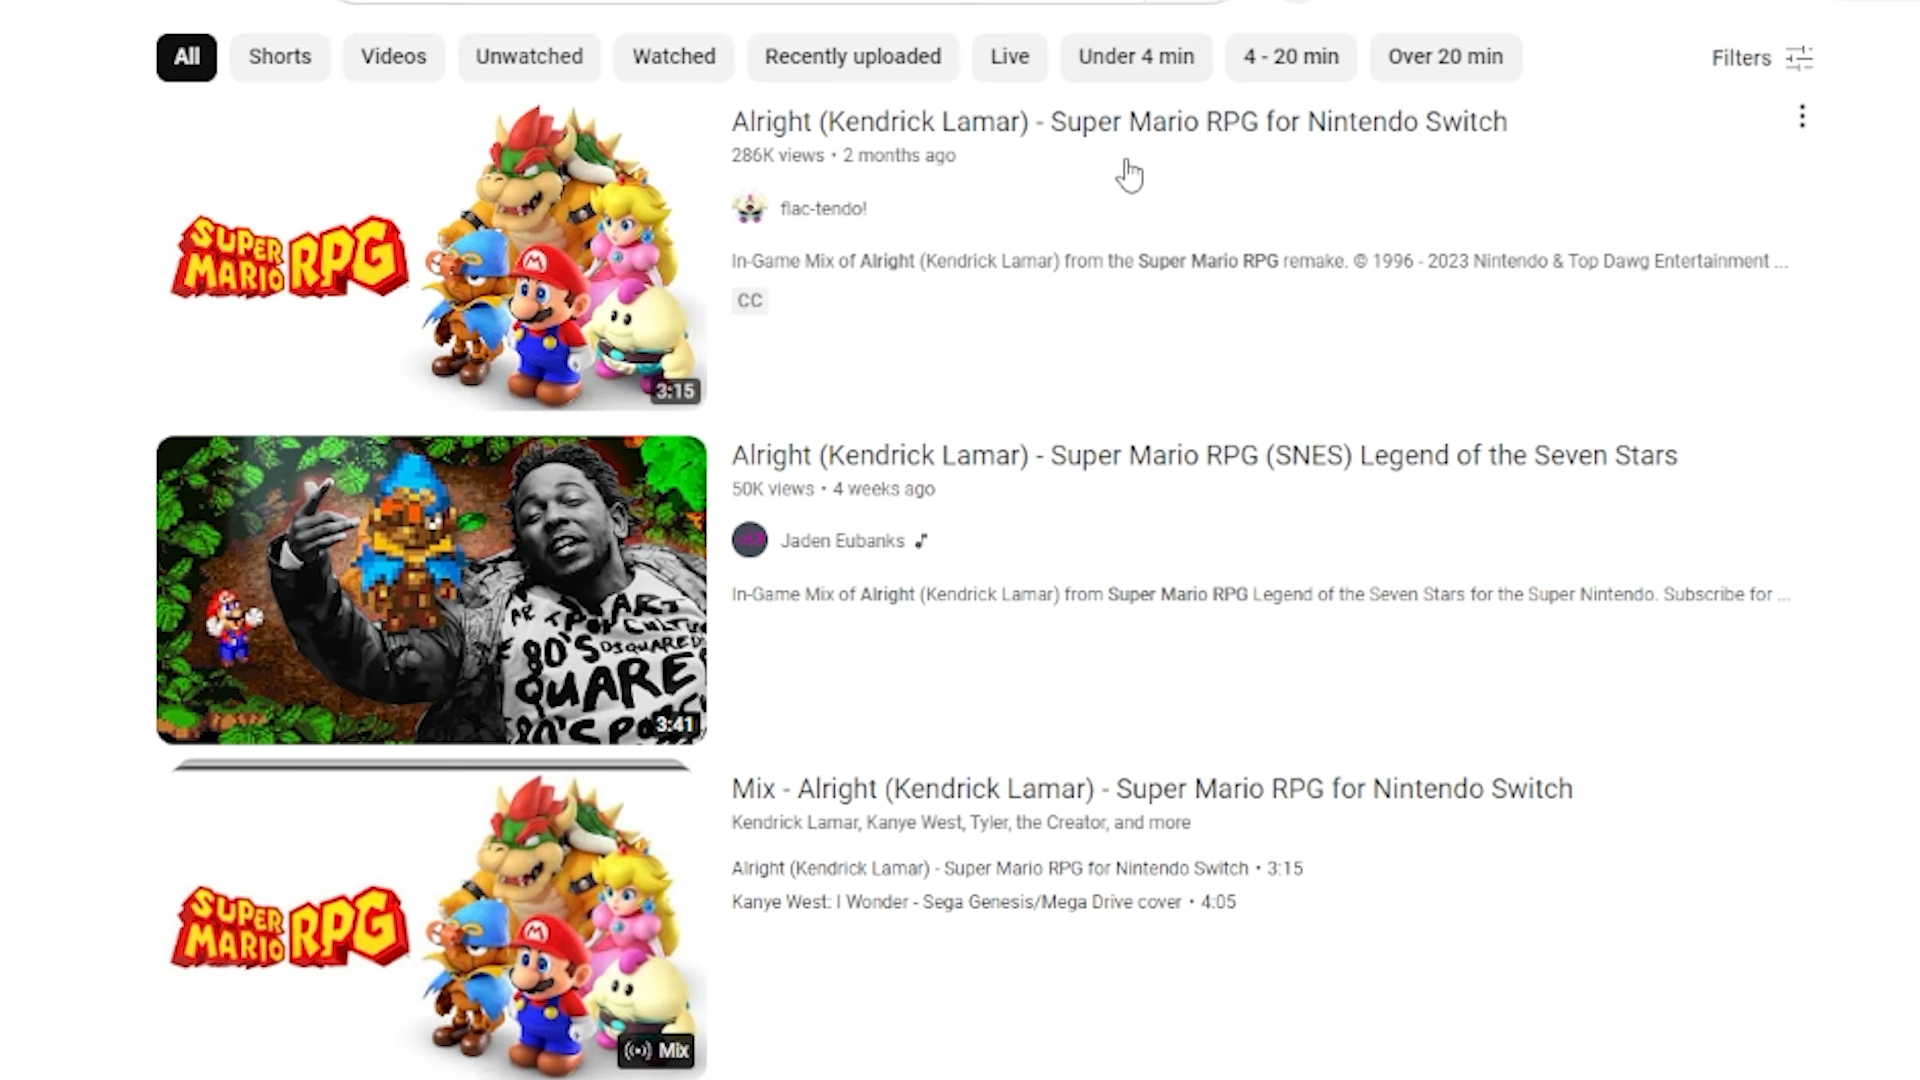 All
Shorts
Videos
Unwatched
Watched
Recently uploaded
Live
Under 4 min
4 - 20 min
Over 20 min
Filters
SUPER
MARIO RPG
3:15
Alright (Kendrick Lamar) - Super Mario RPG for Nintendo Switch
286K views • 2 months ago
flac-tendo!
In-Game Mix of Alright (Kendrick Lamar) from the Super Mario RPG remake. © 1996 - 2023 Nintendo & Top Dawg Entertainment ...
CC
80'S DSQUARED
QUARE
3:41
Alright (Kendrick Lamar) - Super Mario RPG (SNES) Legend of the Seven Stars
50K views • 4 weeks ago
Jaden Eubanks
In-Game Mix of Alright (Kendrick Lamar) from Super Mario RPG Legend of the Seven Stars for the Super Nintendo. Subscribe for ...
SUPER
MARIO RPG
Mix
Mix - Alright (Kendrick Lamar) - Super Mario RPG for Nintendo Switch
Kendrick Lamar, Kanye West, Tyler, the Creator, and more
Alright (Kendrick Lamar) - Super Mario RPG for Nintendo Switch • 3:15
Kanye West: I Wonder - Sega Genesis/Mega Drive cover • 4:05